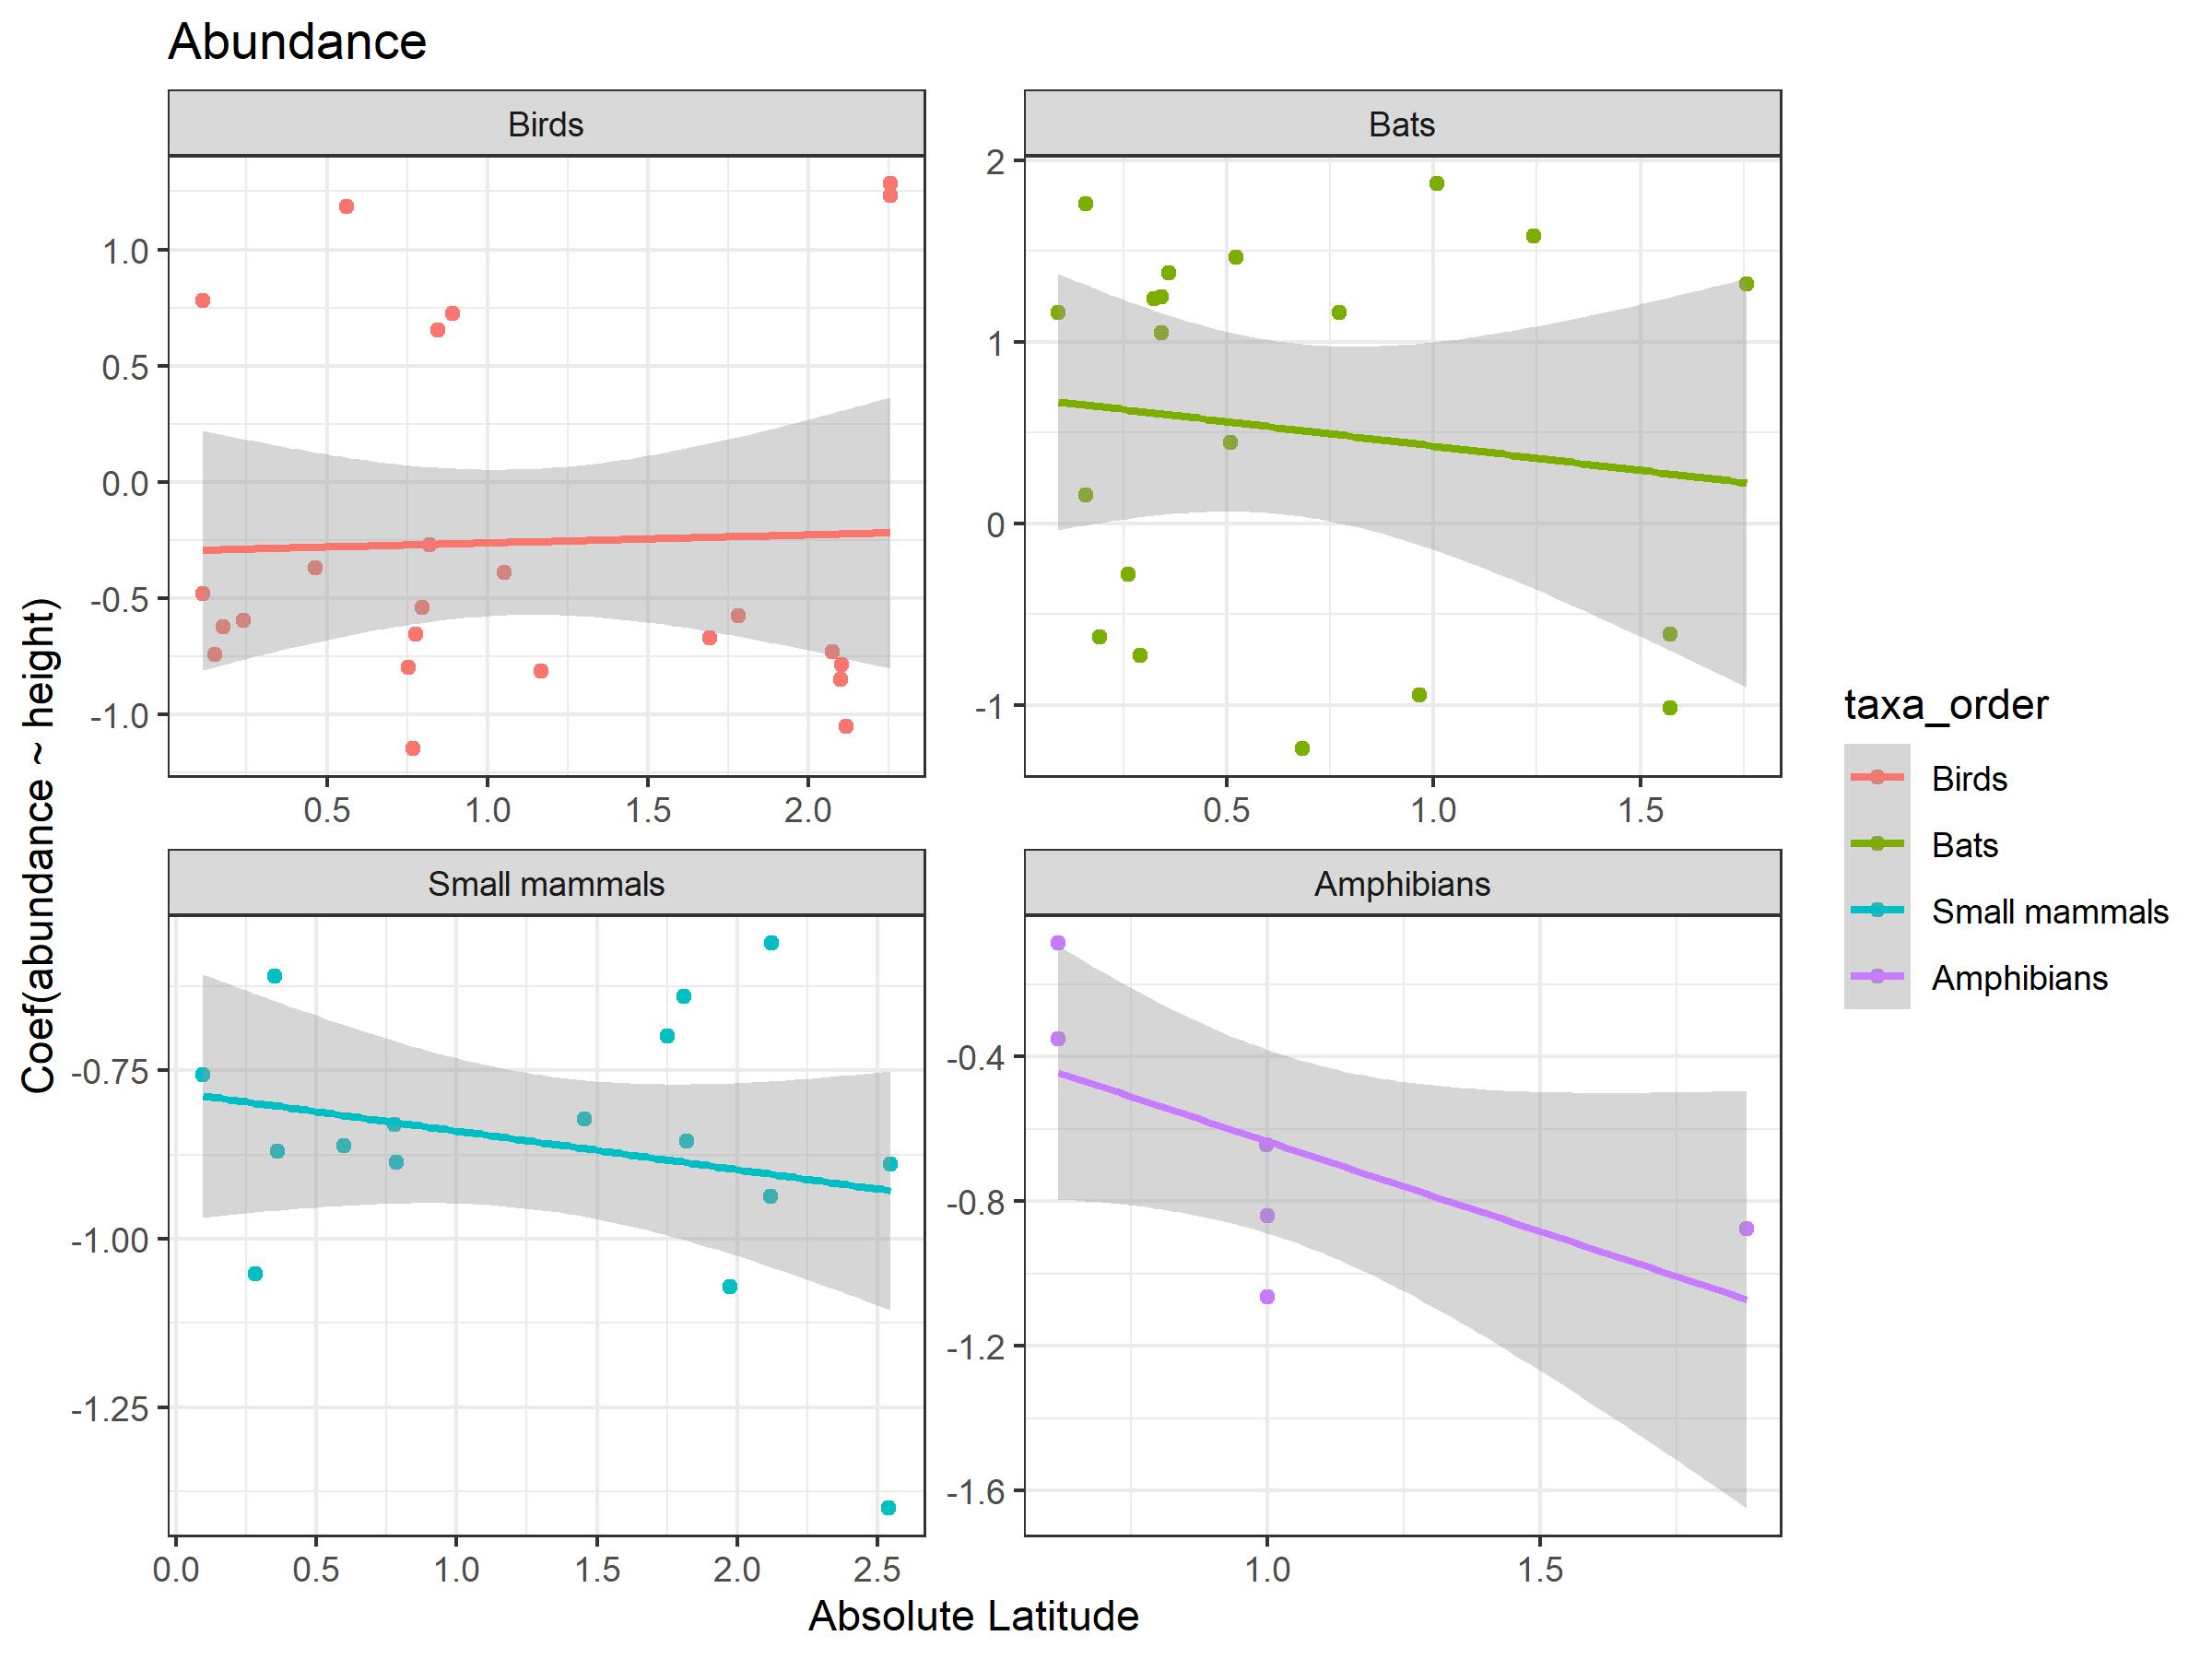 Abundance
Birds
Bats
1.0
0.5
0.0
-0.5
-1.0
2
1
0
-1
0.5 1.0 1.5 2.0
0.5 1.0 1.5
Small mammals
Amphibians
-0.75
-1.00
-1.25
-0.4
-0.8
-1.2
-1.6
0.0 0.5 1.0 1.5 2.0 2.5
1.0 1.5
Absolute Latitude
Coef(abundance ~ height)
taxa_order
Birds
Bats
Small mammals
Amphibians